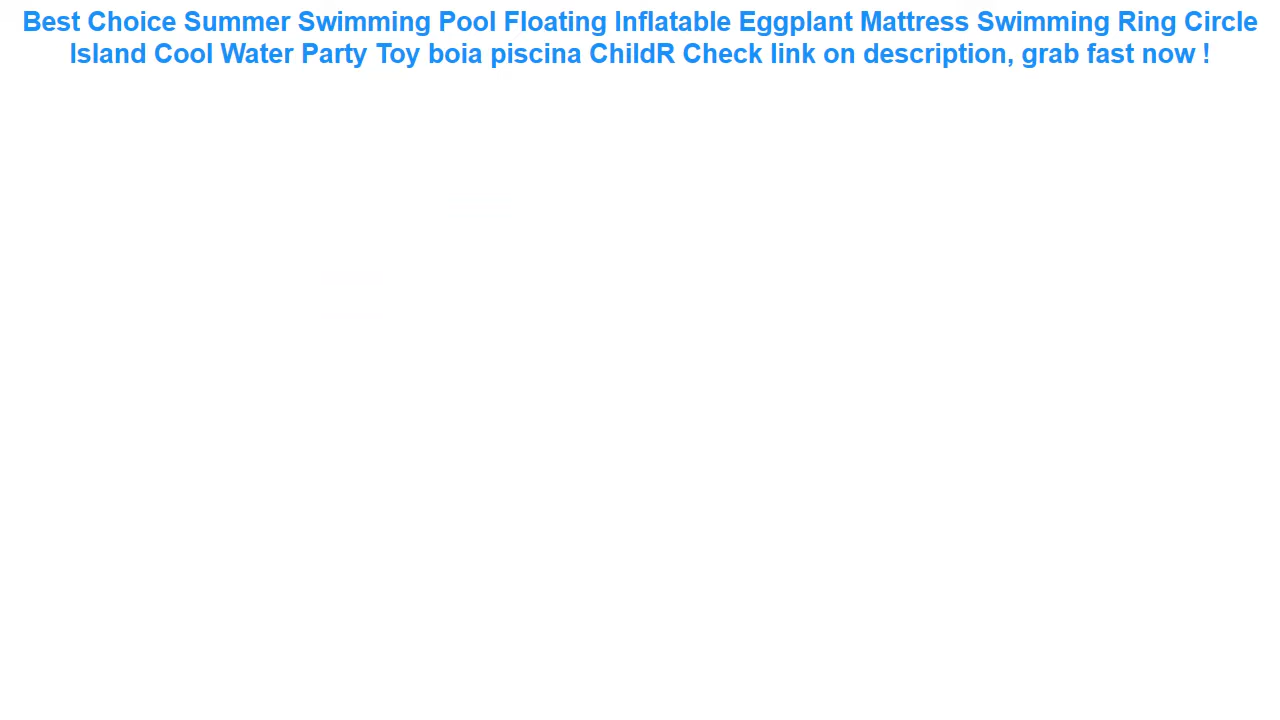 Best Choice Summer Swimming Pool Floating Inflatable Eggplant Mattress Swimming Ring Circle
Island Cool Water Party Toy boia piscina ChildR Check link on description, grab fast now !